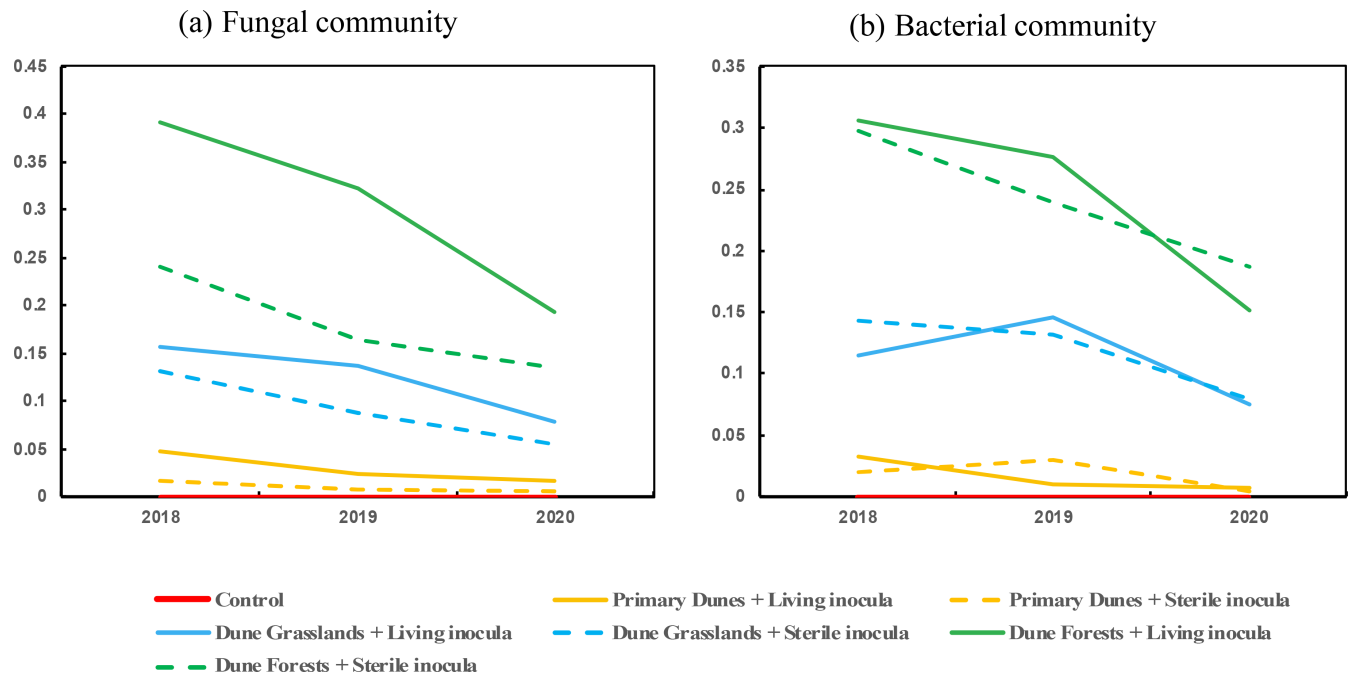 (a) Fungal community
(b) Bacterial community
0.45
0.4
0.35
0.3
0.25
0.2
0.15
0.1
0.05
0
2018 2019 2020
0.35
0.3
0.25
0.2
0.15
0.1
0.05
0
2018 2019 2020
Control Primary Dunes + Living inocula Primary Dunes + Sterile inocula
Dune Grasslands + Living inocula Dune Grasslands + Sterile inocula Dune Forests + Living inocula
Dune Forests + Sterile inocula